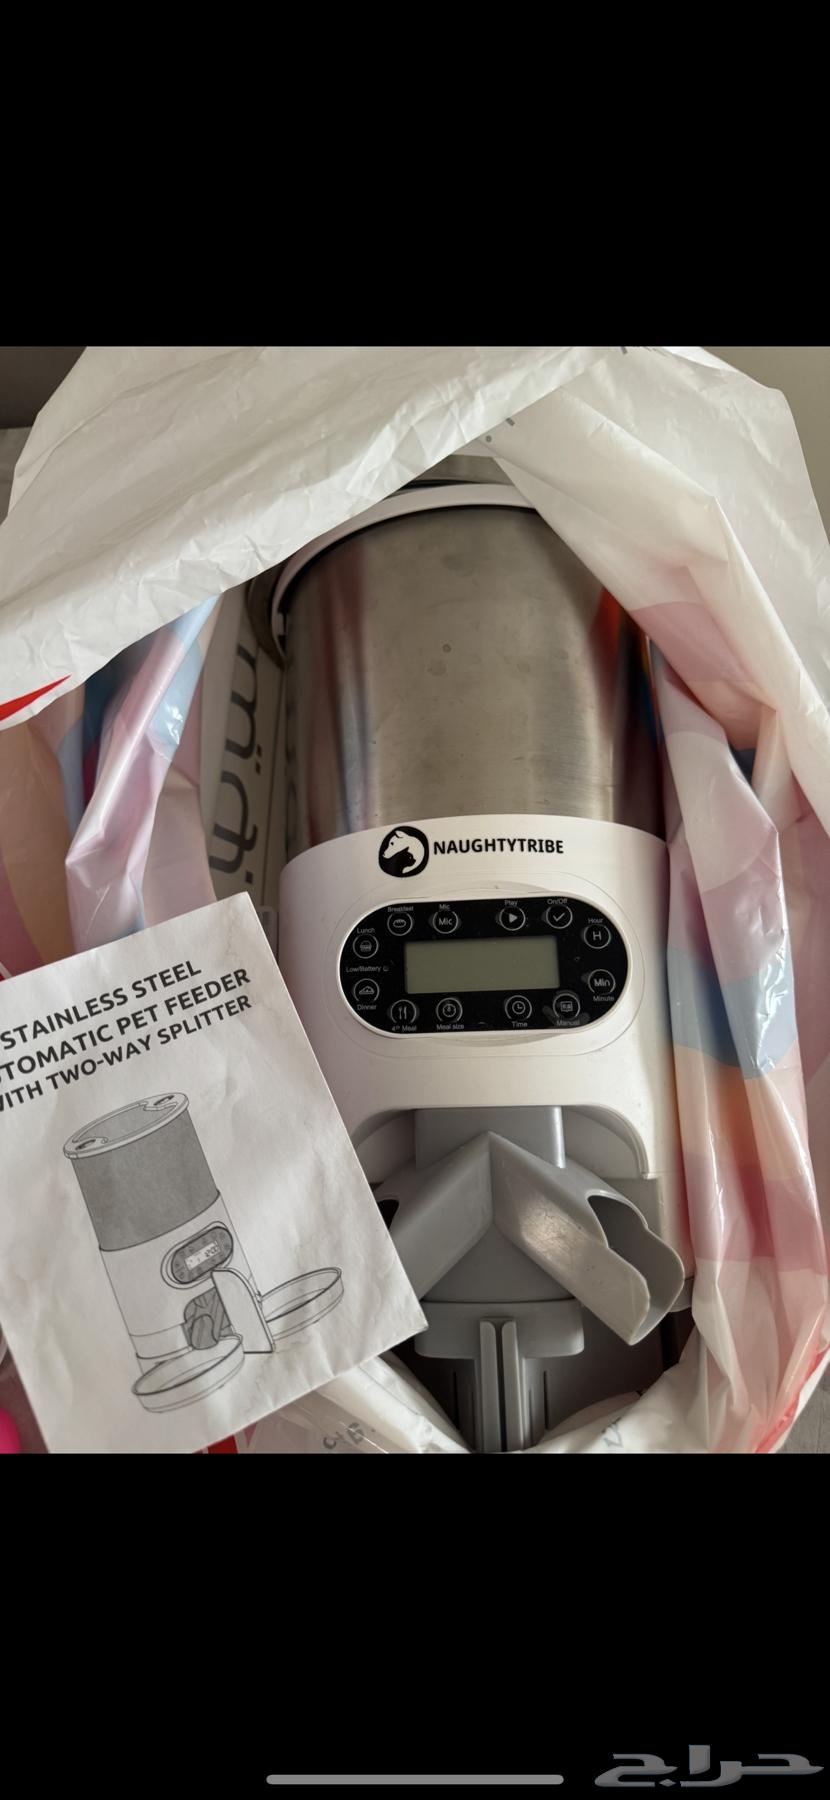 NAUGHTYTRIBE
Breakfast
Mic
Play
On/Off
Lunch
Mic
Hour
H
Low/Battery
Min
Dinner
Minute
4th Meal
Meal size
Time
Manual
STAINLESS STEEL
TOMATIC PET FEEDER
WITH TWO-WAY SPLITTER
حراج